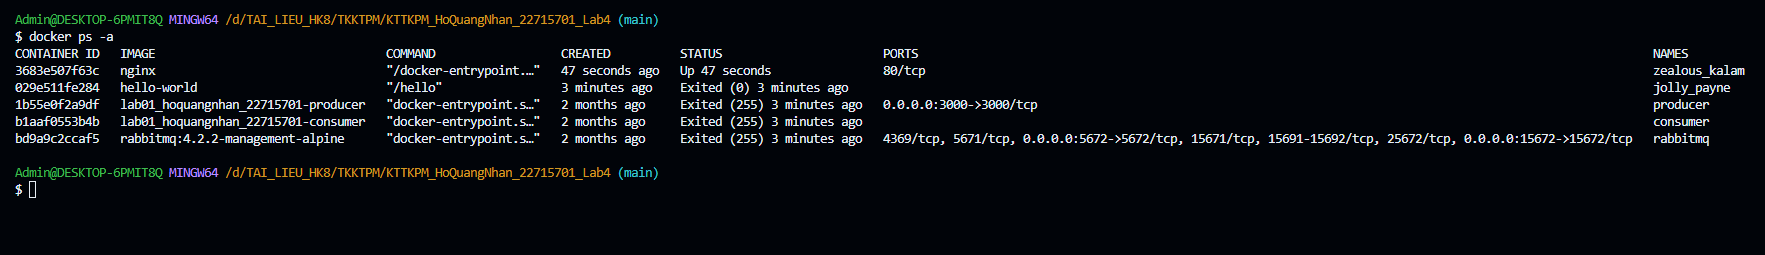 Admin@DESKTOP-6PMIT8Q MINGW64 /d/TAI_LIEU_HK8/TKKTPM/KTTKPM_HoQuangNhan_22715701_Lab4 (main)
$ docker ps -a
CONTAINER ID   IMAGE                                COMMAND                  CREATED          STATUS                       PORTS                                                                                                         NAMES
3683e507f63c   nginx                                "/docker-entrypoint.…"   47 seconds ago   Up 47 seconds                80/tcp                                                                                                        zealous_kalam
029e511fe284   hello-world                          "/hello"                 3 minutes ago    Exited (0) 3 minutes ago                                                                                                                   jolly_payne
1b55e0f2a9df   lab01_hoquangnhan_22715701-producer   "docker-entrypoint.s…"   2 months ago     Exited (255) 3 minutes ago   0.0.0.0:3000->3000/tcp                                                                                        producer
b1aaf0553b4b   lab01_hoquangnhan_22715701-consumer   "docker-entrypoint.s…"   2 months ago     Exited (255) 3 minutes ago                                                                                                                 consumer
bd9a9c2ccaf5   rabbitmq:4.2.2-management-alpine     "docker-entrypoint.s…"   2 months ago     Exited (255) 3 minutes ago   4369/tcp, 5671/tcp, 0.0.0.0:5672->5672/tcp, 15671/tcp, 15691-15692/tcp, 25672/tcp, 0.0.0.0:15672->15672/tcp   rabbitmq
Admin@DESKTOP-6PMIT8Q MINGW64 /d/TAI_LIEU_HK8/TKKTPM/KTTKPM_HoQuangNhan_22715701_Lab4 (main)
$